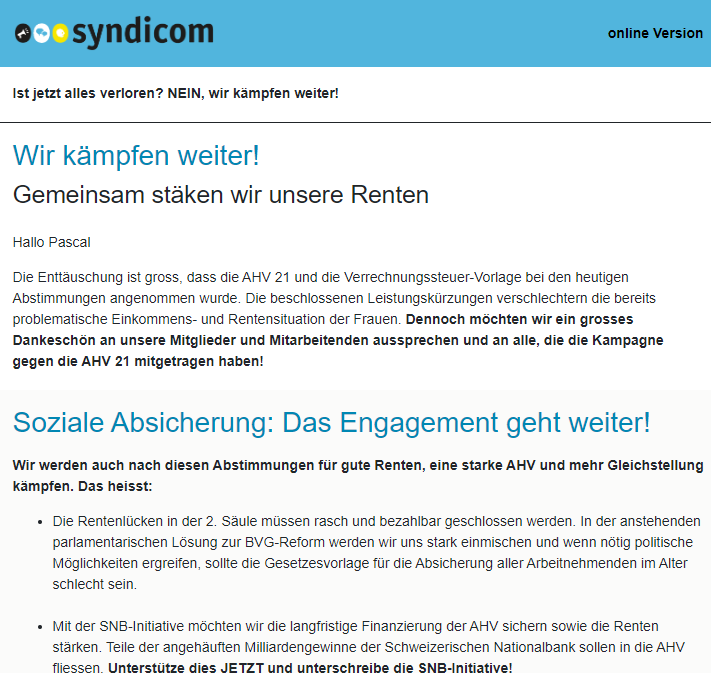 syndicom
online Version
Ist jetzt alles verloren? NEIN, wir kämpfen weiter!
Wir kämpfen weiter!
Gemeinsam stäken wir unsere Renten
Hallo Pascal
Die Enttäuschung ist gross, dass die AHV 21 und die Verrechnungssteuer-Vorlage bei den heutigen
Abstimmungen angenommen wurde. Die beschlossenen Leistungskürzungen verschlechtern die bereits
problematische Einkommens- und Rentensituation der Frauen. Dennoch möchten wir ein grosses
Dankeschön an unsere Mitglieder und Mitarbeitenden aussprechen und an alle, die die Kampagne
gegen die AHV 21 mitgetragen haben!
Soziale Absicherung: Das Engagement geht weiter!
Wir werden auch nach diesen Abstimmungen für gute Renten, eine starke AHV und mehr Gleichstellung
kämpfen. Das heisst:
• Die Rentenlücken in der 2. Säule müssen rasch und bezahlbar geschlossen werden. In der anstehenden
parlamentarischen Lösung zur BVG-Reform werden wir uns stark einmischen und wenn nötig politische
Möglichkeiten ergreifen, sollte die Gesetzesvorlage für die Absicherung aller Arbeitnehmenden im Alter
schlecht sein.
• Mit der SNB-Initiative möchten wir die langfristige Finanzierung der AHV sichern sowie die Renten
stärken. Teile der angehäuften Milliardengewinne der Schweizerischen Nationalbank sollen in die AHV
fliessen. Unterstütze dies JETZT und unterschreibe die SNB-Initiative!